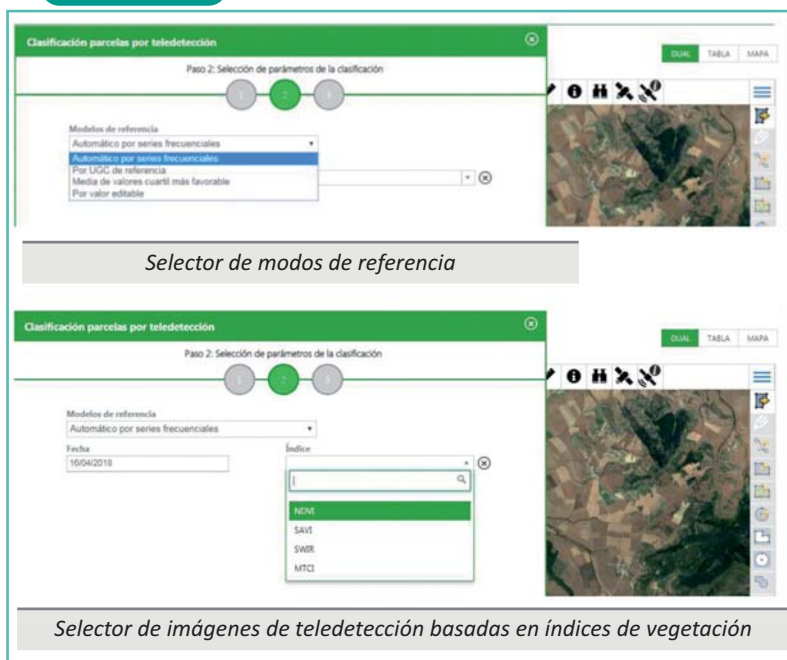 Clasificación parcelas por teledetección
DUAL TABLA MAPA
Paso 2: Selección de parámetros de la clasificación
1 2 3
Modelos de referencia
Automático por series frecuenciales
Automático por series frecuenciales
Por UGC de referencia
Media de valores cuartil más favorable
Por valor editable
Selector de modos de referencia
Clasificación parcelas por teledetección
DUAL TABLA MAPA
Paso 2: Selección de parámetros de la clasificación
1 2 3
Modelos de referencia
Automático por series frecuenciales
Fecha Índice
16/04/2018
NDVI
SAVI
SWIR
MTCI
Selector de imágenes de teledetección basadas en índices de vegetación